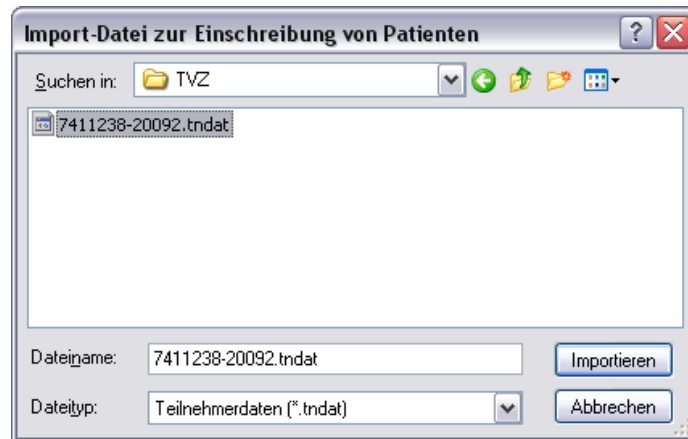 Import-Datei zur Einschreibung von Patienten
Suchen in: TVZ
7411238-20092.tndat
Dateiname: 7411238-20092.tndat Importieren
Dateityp: Teilnehmerdaten (*.tndat) Abbrechen